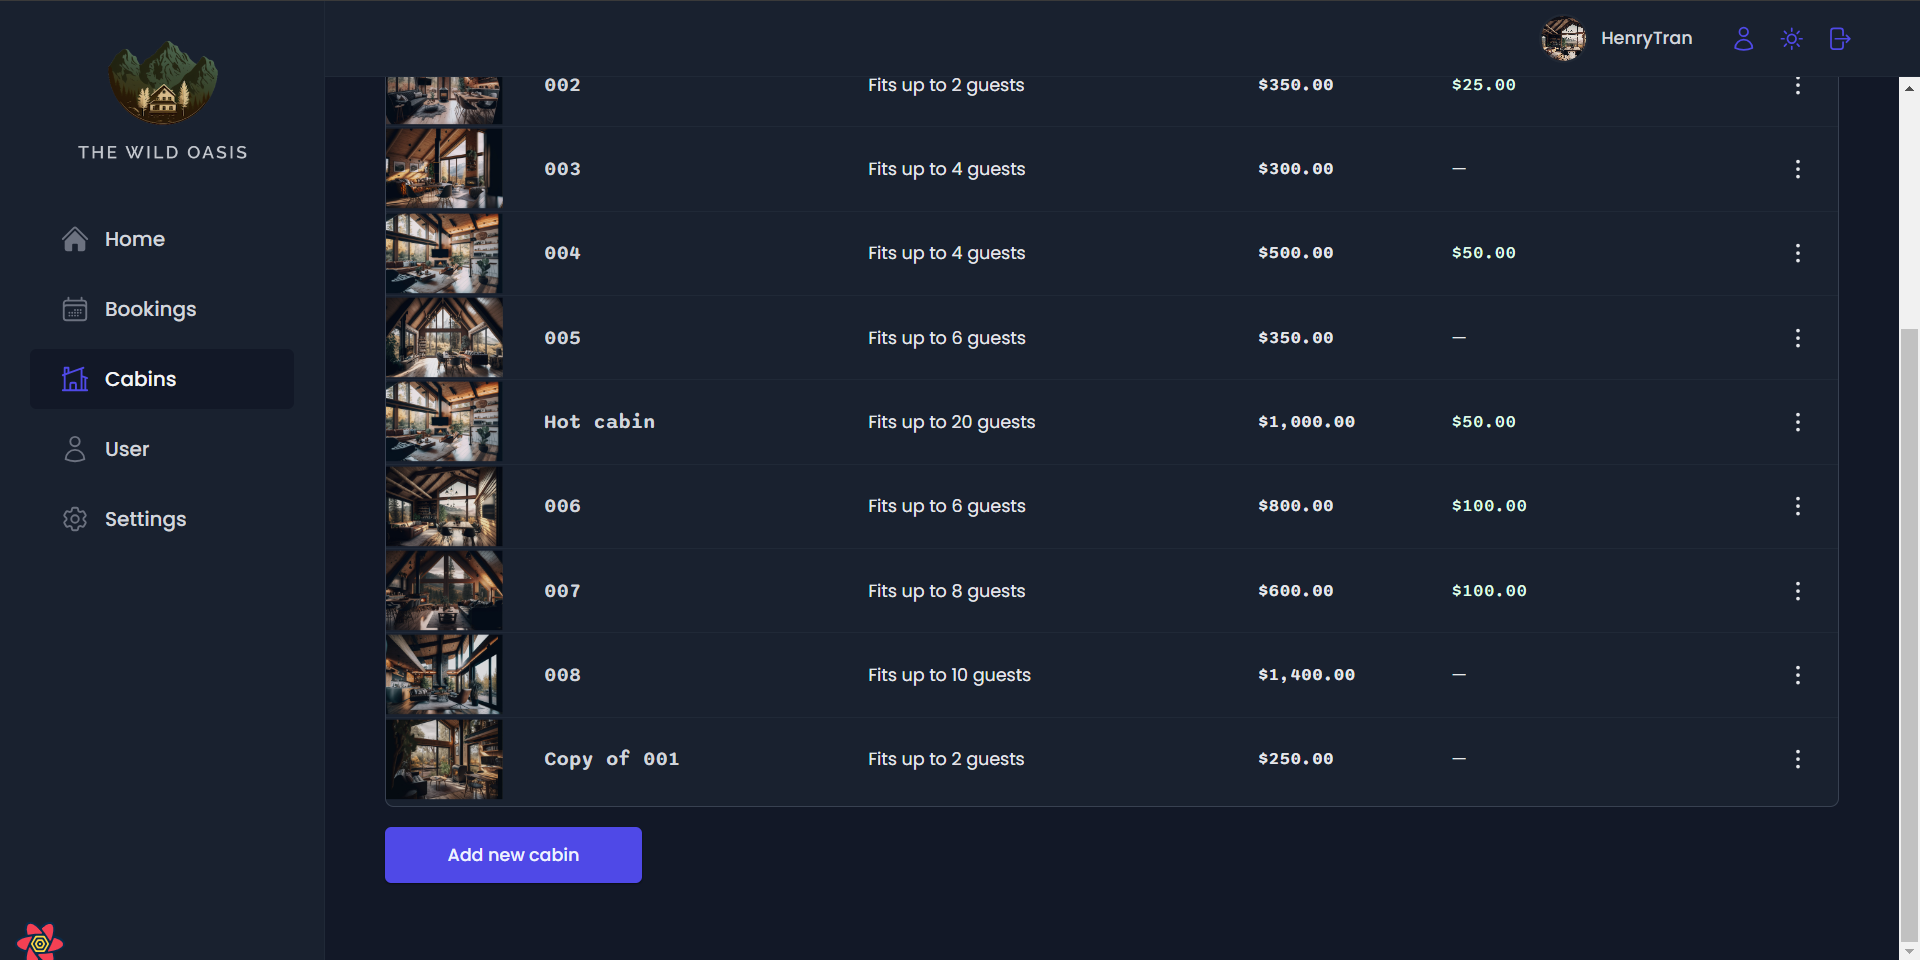 THE WILD OASIS
Home
Bookings
Cabins
User
Settings
HenryTran
002 Fits up to 2 guests $350.00 $25.00
003 Fits up to 4 guests $300.00 —
004 Fits up to 4 guests $500.00 $50.00
005 Fits up to 6 guests $350.00 —
Hot cabin Fits up to 20 guests $1,000.00 $50.00
006 Fits up to 6 guests $800.00 $100.00
007 Fits up to 8 guests $600.00 $100.00
008 Fits up to 10 guests $1,400.00 —
Copy of 001 Fits up to 2 guests $250.00 —
Add new cabin